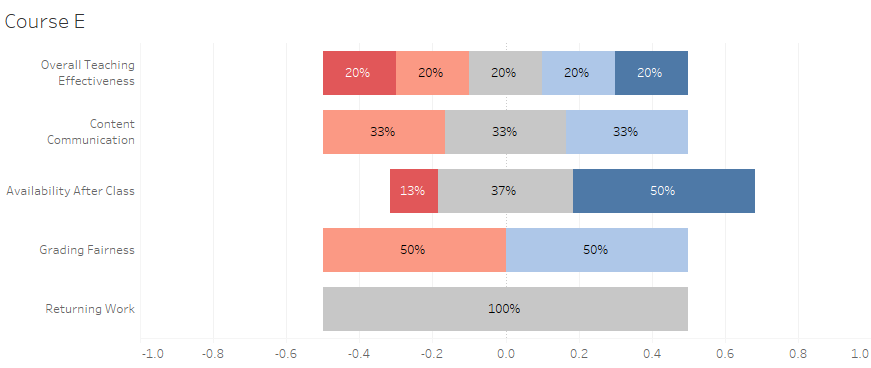 Course E
Overall Teaching
Effectiveness
20% 20% 20% 20% 20%
Content
Communication
33% 33% 33%
Availability After Class
13% 37% 50%
Grading Fairness
50% 50%
Returning Work
100%
-1.0 -0.8 -0.6 -0.4 -0.2 0.0 0.2 0.4 0.6 0.8 1.0